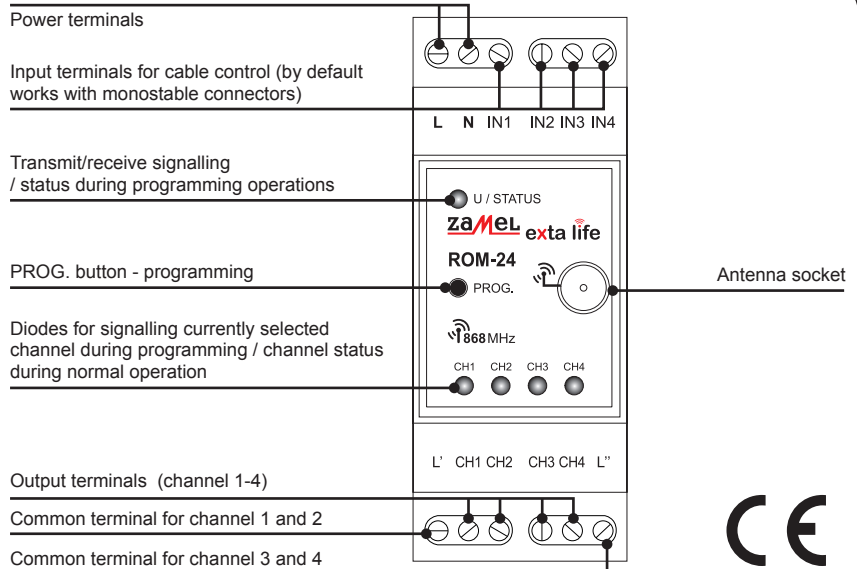 Power terminals
Input terminals for cable control (by default
works with monostable connectors)
L N IN1 IN2 IN3 IN4
Transmit/receive signalling
/ status during programming operations
U / STATUS
zaMeL exta life
ROM-24
PROG. button - programming
PROG.
Antenna socket
868 MHz
Diodes for signalling currently selected
channel during programming / channel status
during normal operation
CH1 CH2 CH3 CH4
L' CH1 CH2 CH3 CH4 L''
Output terminals (channel 1-4)
Common terminal for channel 1 and 2
Common terminal for channel 3 and 4
CE